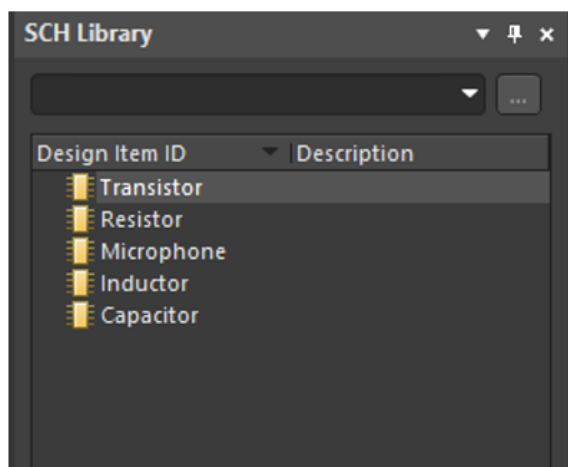 SCH Library
...
Design Item ID Description
Transistor
Resistor
Microphone
Inductor
Capacitor